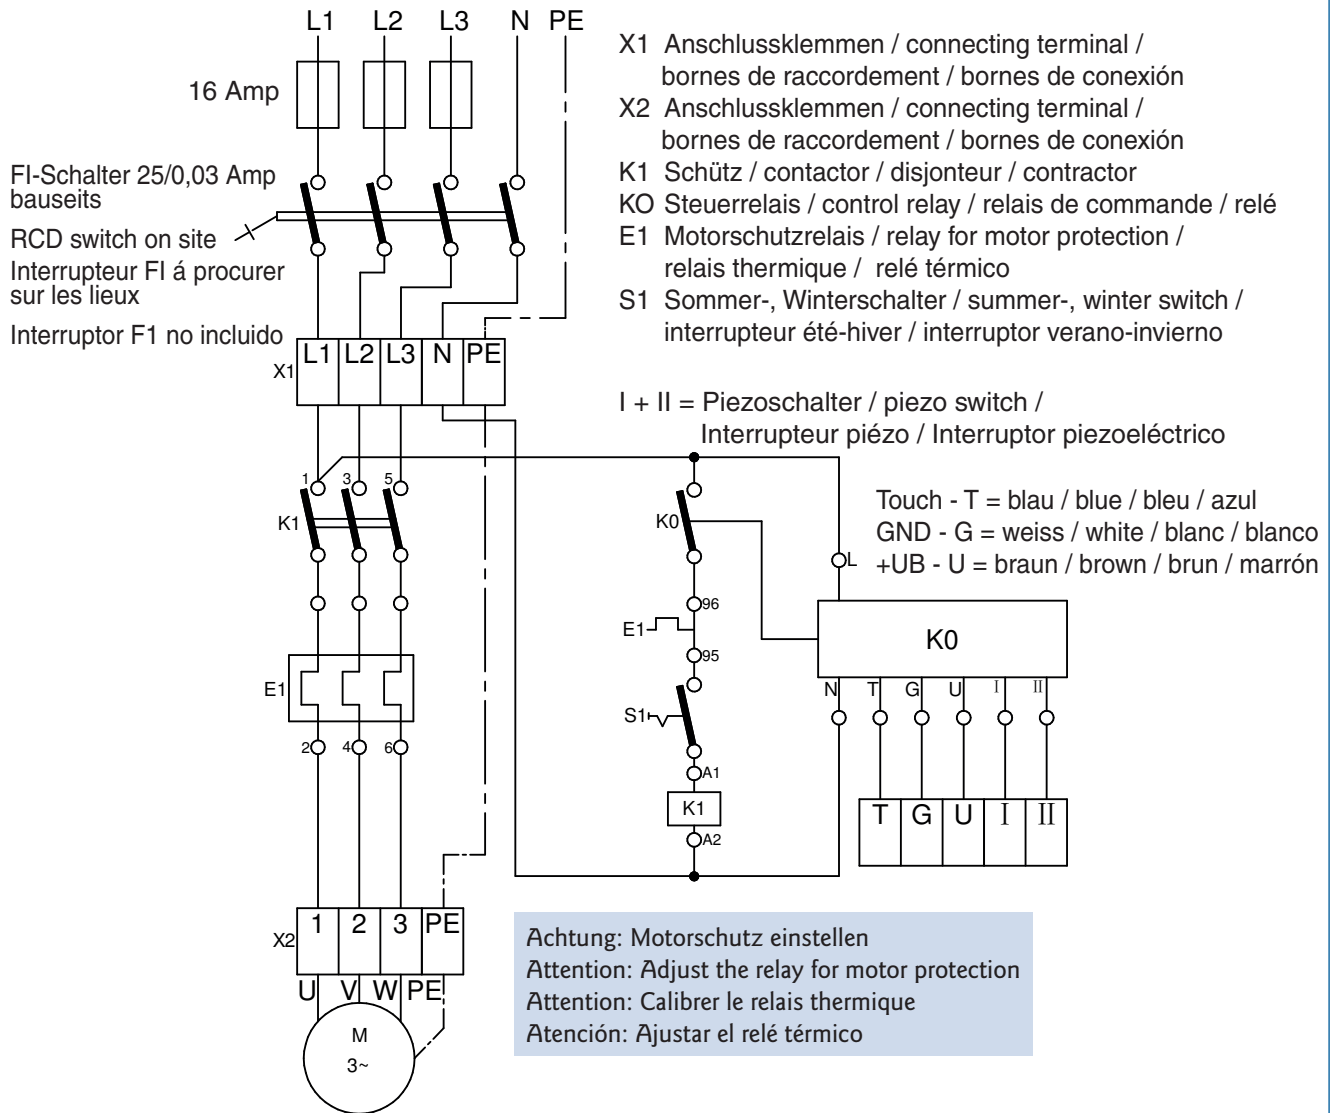 L1 L2 L3 N PE
16 Amp
FI-Schalter 25/0,03 Amp
bauseits
RCD switch on site
Interrupteur FI á procurer
sur les lieux
Interruptor F1 no incluido
X1 Anschlussklemmen / connecting terminal /
bornes de raccordement / bornes de conexión
X2 Anschlussklemmen / connecting terminal /
bornes de raccordement / bornes de conexión
K1 Schütz / contactor / disjonteur / contractor
KO Steuerrelais / control relay / relais de commande / relé
E1 Motorschutzrelais / relay for motor protection /
relais thermique / relé térmico
S1 Sommer-, Winterschalter / summer-, winter switch /
interrupteur été-hiver / interruptor verano-invierno
I + II = Piezoschalter / piezo switch /
Interrupteur piézo / Interruptor piezoeléctrico
Touch - T = blau / blue / bleu / azul
GND - G = weiss / white / blanc / blanco
+UB - U = braun / brown / brun / marrón
X1 L1 L2 L3 N PE
1 3 5
K1
E1
2 4 6
K0
96
E1
95
S1
A1
K1
A2
L
K0
N T G U I II
T G U I II
X2 1 2 3 PE
U V W PE
M
3~
Achtung: Motorschutz einstellen
Attention: Adjust the relay for motor protection
Attention: Calibrer le relais thermique
Atención: Ajustar el relé térmico